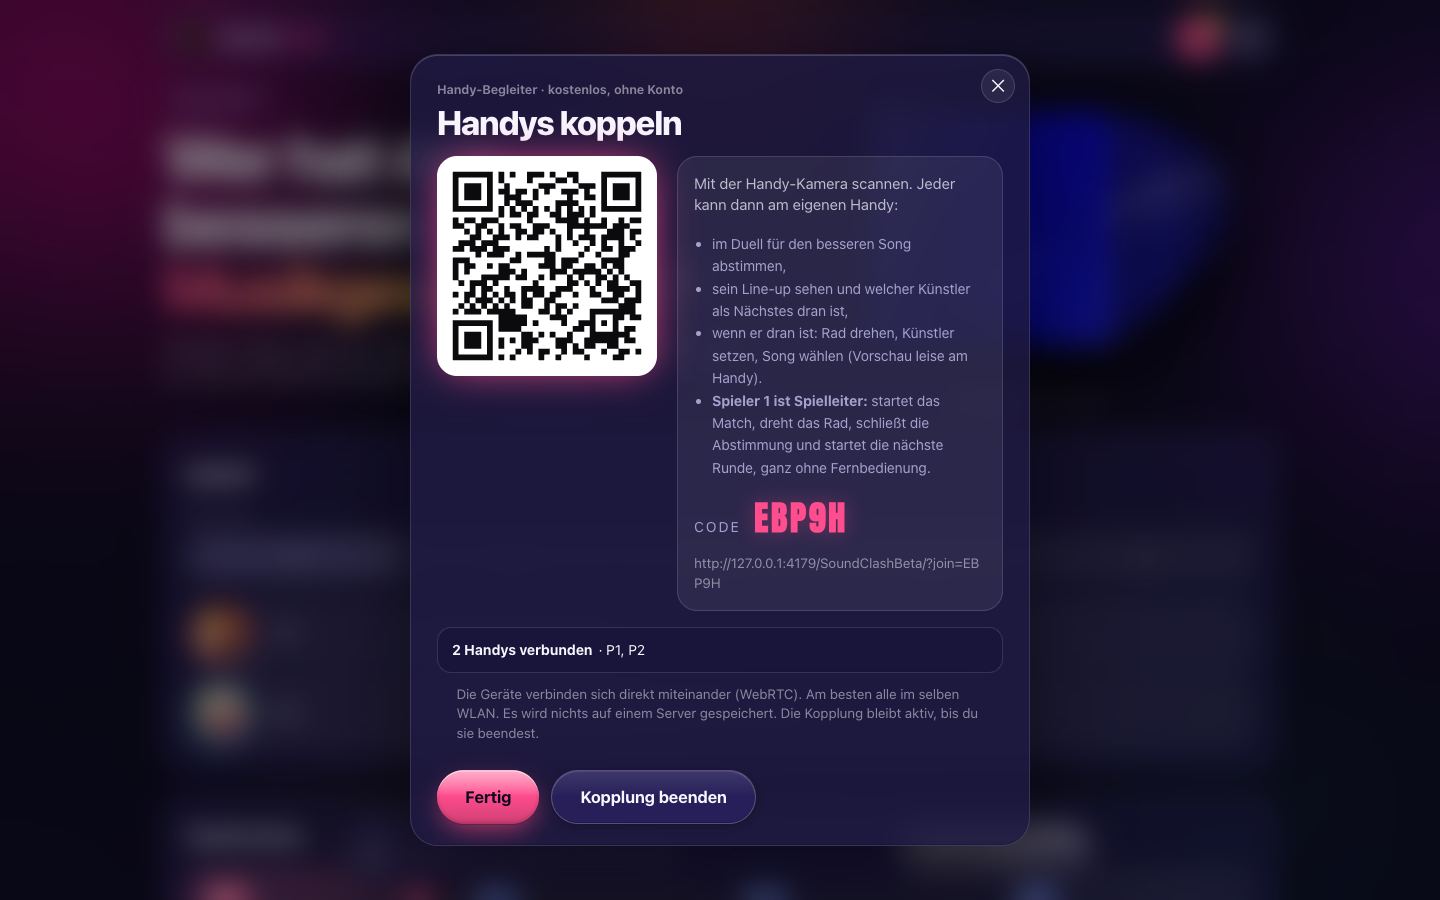 Handy-Begleiter · kostenlos, ohne Konto
Handys koppeln
Mit der Handy-Kamera scannen. Jeder
kann dann am eigenen Handy:
• im Duell für den besseren Song
abstimmen,
• sein Line-up sehen und welcher Künstler
als Nächstes dran ist,
• wenn er dran ist: Rad drehen, Künstler
setzen, Song wählen (Vorschau leise am
Handy).
• Spieler 1 ist Spielleiter: startet das
Match, dreht das Rad, schließt die
Abstimmung und startet die nächste
Runde, ganz ohne Fernbedienung.
CODE EBP9H
http://127.0.0.1:4179/SoundClashBeta/?join=EB
P9H
2 Handys verbunden · P1, P2
Die Geräte verbinden sich direkt miteinander (WebRTC). Am besten alle im selben
WLAN. Es wird nichts auf einem Server gespeichert. Die Kopplung bleibt aktiv, bis du
sie beendest.
Fertig
Kopplung beenden